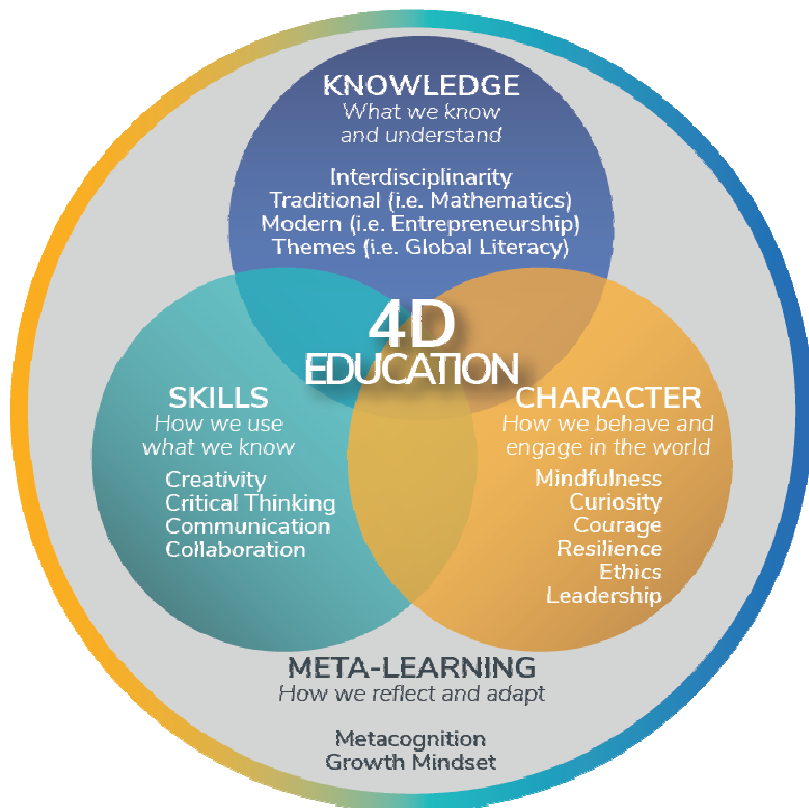 KNOWLEDGE
What we know
and understand
Interdisciplinarity
Traditional (i.e. Mathematics)
Modern (i.e. Entrepreneurship)
Themes (i.e. Global Literacy)
4D
EDUCATION
SKILLS
How we use
what we know
Creativity
Critical Thinking
Communication
Collaboration
CHARACTER
How we behave and
engage in the world
Mindfulness
Curiosity
Courage
Resilience
Ethics
Leadership
META-LEARNING
How we reflect and adapt
Metacognition
Growth Mindset